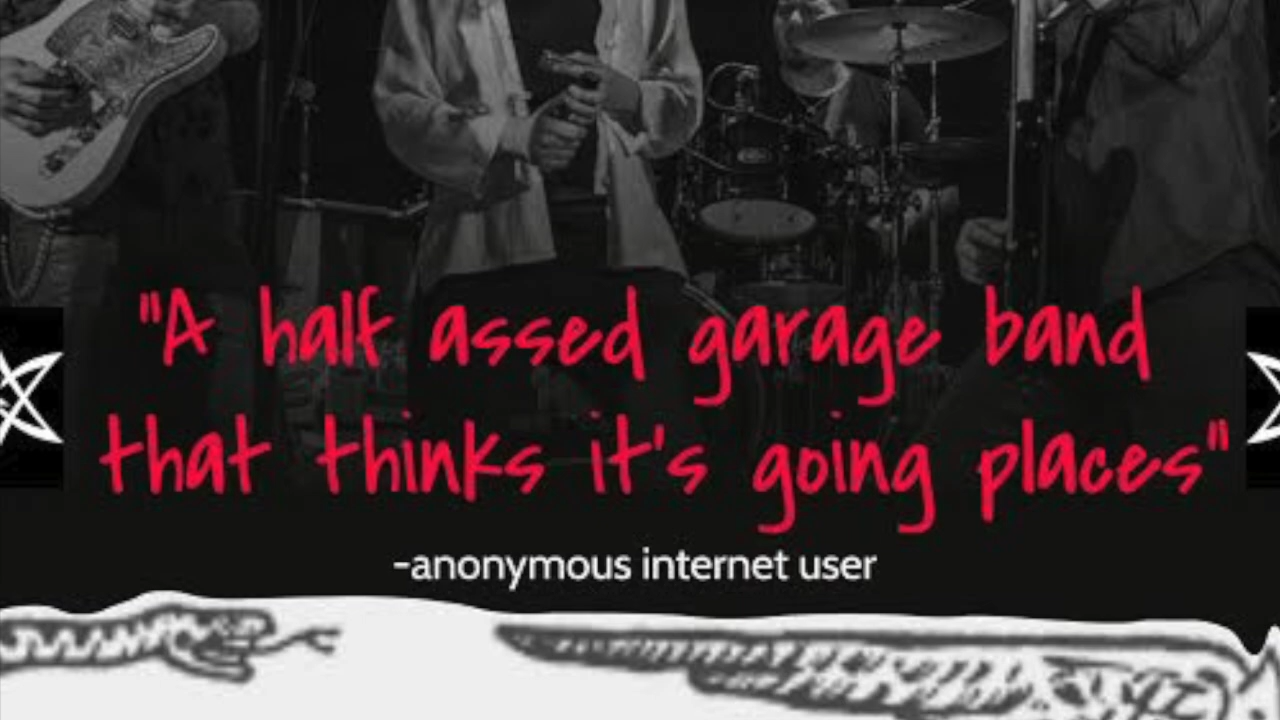 "A half assed garage band
that thinks it's going places"
-anonymous internet user